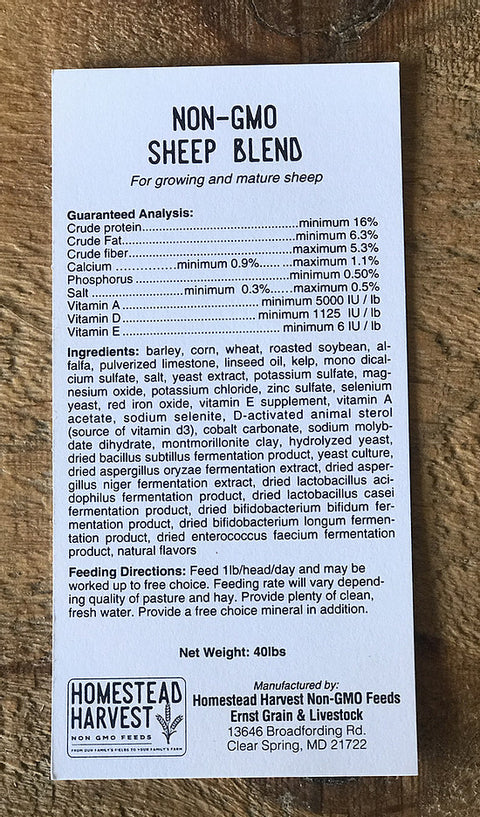 NON-GMO
SHEEP BLEND
For growing and mature sheep
Guaranteed Analysis:
Crude protein...............................................minimum 16%
Crude Fat.....................................................minimum 6.3%
Crude fiber...................................................maximum 5.3%
Calcium ................minimum 0.9%.........maximum 1.1%
Phosphorus ................................................minimum 0.50%
Salt ........................minimum 0.3%......maximum 0.5%
Vitamin A .......................................minimum 5000 IU / lb
Vitamin D.......................................minimum 1125 IU / lb
Vitamin E ............................................minimum 6 IU / lb
Ingredients: barley, corn, wheat, roasted soybean, al-
falfa, pulverized limestone, linseed oil, kelp, mono dical-
cium sulfate, salt, yeast extract, potassium sulfate, mag-
nesium oxide, potassium chloride, zinc sulfate, selenium
yeast, red iron oxide, vitamin E supplement, vitamin A
acetate, sodium selenite, D-activated animal sterol
(source of vitamin d3), cobalt carbonate, sodium molyb-
date dihydrate, montmorillonite clay, hydrolyzed yeast,
dried bacillus subtillus fermentation product, yeast culture,
dried aspergillus oryzae fermentation extract, dried asper-
gillus niger fermentation extract, dried lactobacillus aci-
dophilus fermentation product, dried lactobacillus casei
fermentation product, dried bifidobacterium bifidum fer-
mentation product, dried bifidobacterium longum fermen-
tation product, dried enterococcus faecium fermentation
product, natural flavors
Feeding Directions: Feed 1lb/head/day and may be
worked up to free choice. Feeding rate will vary depend-
ing quality of pasture and hay. Provide plenty of clean,
fresh water. Provide a free choice mineral in addition.
Net Weight: 40lbs
HOMESTEAD
HARVEST
NON GMO FEEDS
FROM OUR FAMILY'S FIELDS TO YOUR FAMILY'S FARM
Manufactured by:
Homestead Harvest Non-GMO Feeds
Ernst Grain & Livestock
13646 Broadfording Rd.
Clear Spring, MD 21722